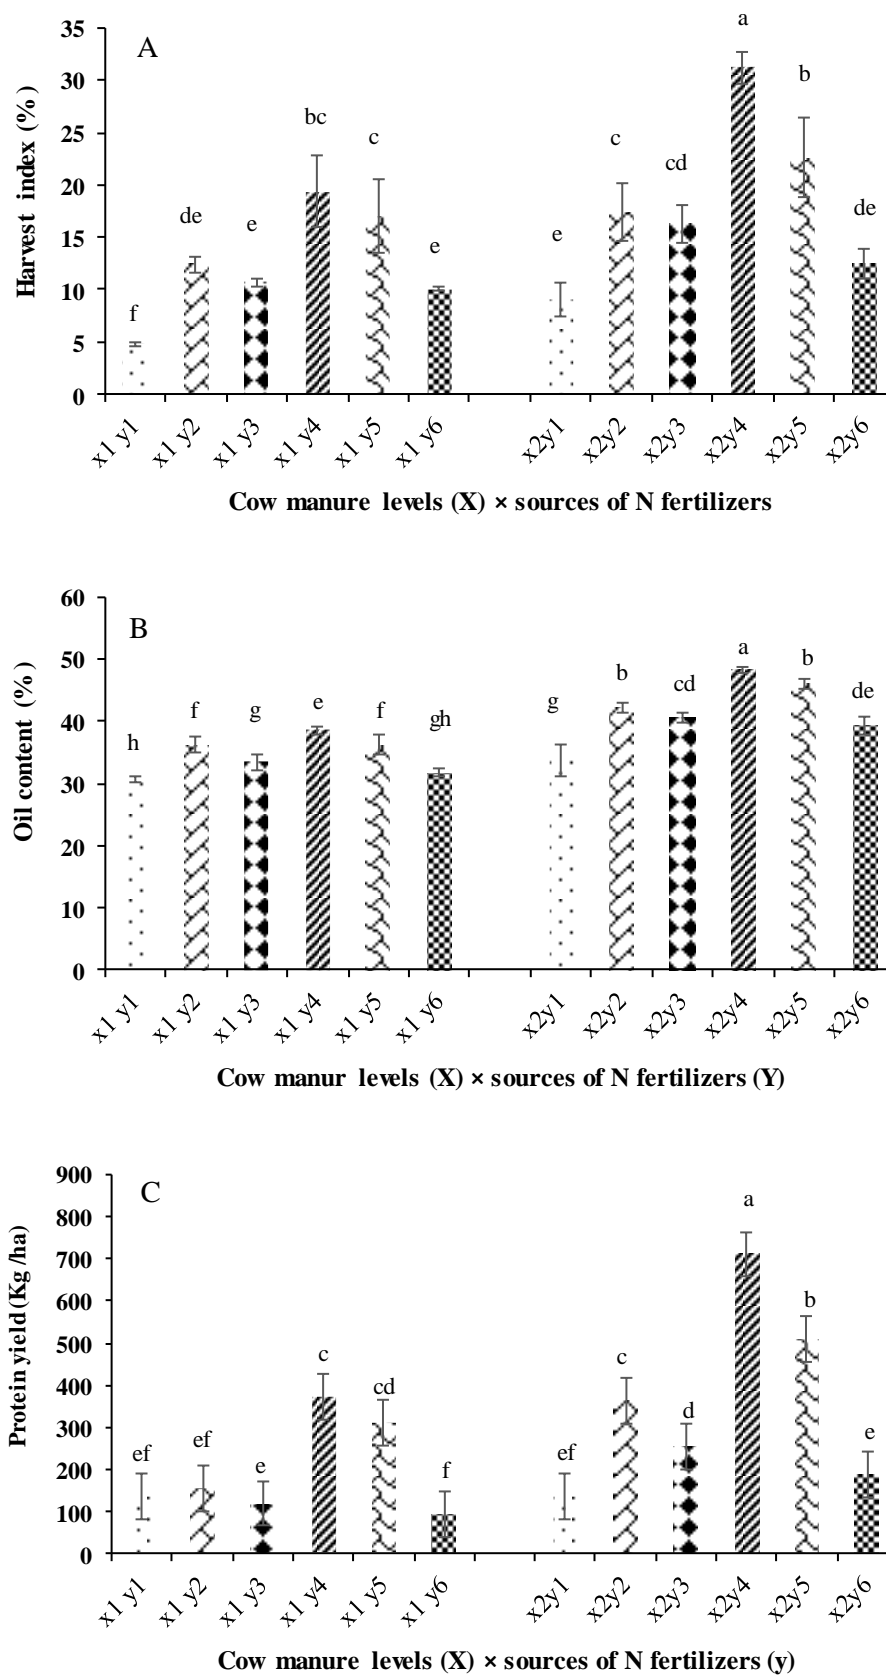 A
Harvest index (%)
35
30
25
20
15
10
5
0
f
de
e
bc
c
e
e
c
cd
a
b
de
x1 y1
x1 y2
x1 y3
x1 y4
x1 y5
x1 y6
x2y1
x2y2
x2y3
x2y4
x2y5
x2y6
Cow manure levels (X) × sources of N fertilizers
B
Oil content (%)
60
50
40
30
20
10
0
h
f
g
e
f
gh
g
b
cd
a
b
de
x1 y1
x1 y2
x1 y3
x1 y4
x1 y5
x1 y6
x2y1
x2y2
x2y3
x2y4
x2y5
x2y6
Cow manur levels (X) × sources of N fertilizers (Y)
C
Protein yield (Kg /ha)
900
800
700
600
500
400
300
200
100
0
ef
ef
e
c
cd
f
ef
c
d
a
b
e
x1 y1
x1 y2
x1 y3
x1 y4
x1 y5
x1 y6
x2y1
x2y2
x2y3
x2y4
x2y5
x2y6
Cow manure levels (X) × sources of N fertilizers (y)